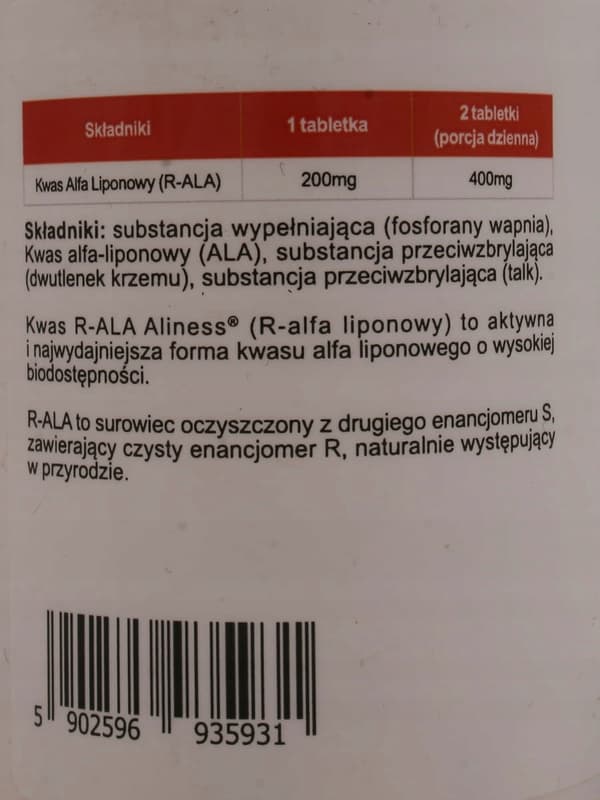 Składniki 1 tabletka 2 tabletki
(porcja dzienna)
Kwas Alfa Liponowy (R-ALA) 200mg 400mg
Składniki: substancja wypełniająca (fosforany wapnia),
Kwas alfa-liponowy (ALA), substancja przeciwzbrylająca
(dwutlenek krzemu), substancja przeciwzbrylająca (talk).
Kwas R-ALA Aliness® (R-alfa liponowy) to aktywna
i najwydajniejsza forma kwasu alfa liponowego o wysokiej
biodostępności.
R-ALA to surowiec oczyszczony z drugiego enancjomeru S,
zawierający czysty enancjomer R, naturalnie występujący
w przyrodzie.
5 902596 935931